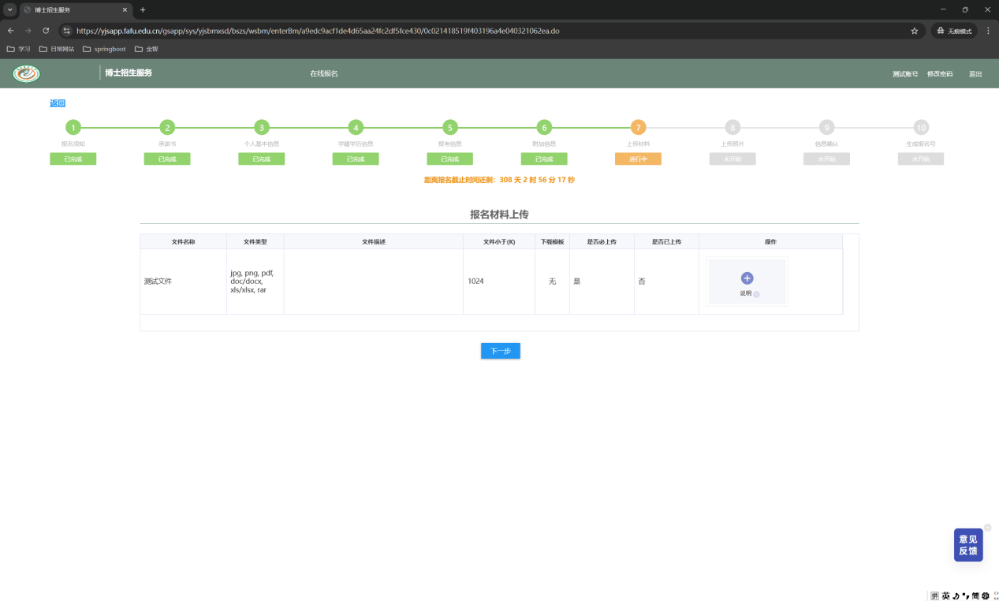 博士招生服务
https://yjsapp.fafu.edu.cn/gsapp/sys/yjsbmxsd/bszs/wsbm/enterBm/a9edc9acf1de4d65aa24fc2df5fce430/0c021418519f403196a4e040321062ea.do
无痕模式
学习 日常网站 springboot 金智
博士招生服务 在线报名 测试账号 修改密码 退出
返回
1 2 3 4 5 6 7 8 9 10
报名须知 承诺书 个人基本信息 学籍学历信息 报考信息 附加信息 上传材料 上传照片 信息确认 生成报名号
已完成 已完成 已完成 已完成 已完成 已完成 进行中 未开始 未开始 未开始
距离报名截止时间还剩：308 天 2 时 56 分 17 秒
报名材料上传
文件名称 文件类型 文件描述 文件小于(K) 下载模板 是否必上传 是否已上传 操作
测试文件 jpg, png, pdf, 1024 无 是 否
doc/docx,
xls/xlsx, rar
说明
下一步
意见
反馈
拼 英 简